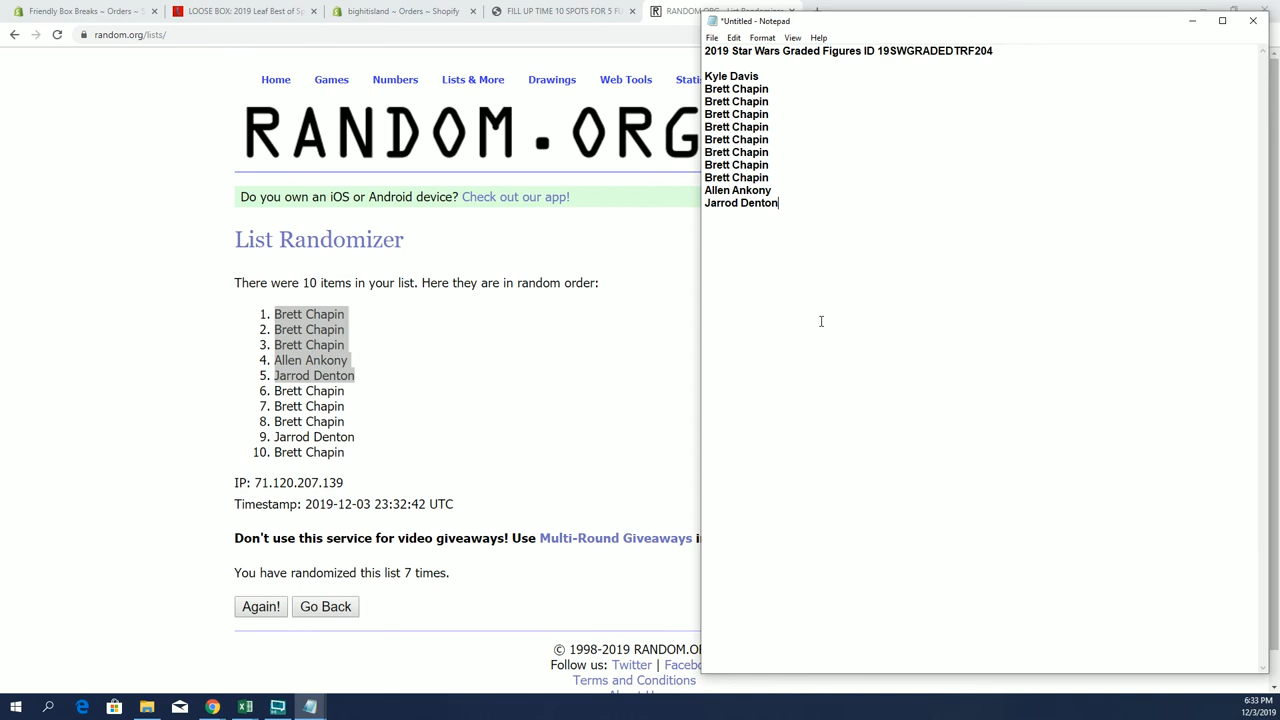 Friendly Box Breaks ~ Orders ~ S
LOOSE BOX: 2019 Leaf Best of Sp
bighitisland ~ Orders ~ Shopify
FILL UP TIME 10 SPOTS FOR 5 FU
RANDOM.ORG
random.org/lists/
Home
Games
Numbers
Lists & More
Drawings
Web Tools
Stati
RANDOM.ORG
Do you own an iOS or Android device? Check out our app!
List Randomizer
There were 10 items in your list. Here they are in random order:
1. Brett Chapin
2. Brett Chapin
3. Brett Chapin
4. Allen Ankony
5. Jarrod Denton
6. Brett Chapin
7. Brett Chapin
8. Brett Chapin
9. Jarrod Denton
10. Brett Chapin
IP: 71.120.207.139
Timestamp: 2019-12-03 23:32:42 UTC
Don't use this service for video giveaways! Use Multi-Round Giveaways i
You have randomized this list 7 times.
Again!
Go Back
© 1998-2019 RANDOM.O
Follow us: Twitter | Faceb
Terms and Conditions
*Untitled - Notepad
File
Edit
Format
View
Help
2019 Star Wars Graded Figures ID 19SWGRADEDTRF204
Kyle Davis
Brett Chapin
Brett Chapin
Brett Chapin
Brett Chapin
Brett Chapin
Brett Chapin
Brett Chapin
Brett Chapin
Allen Ankony
Jarrod Denton
6:33 PM
12/3/2019